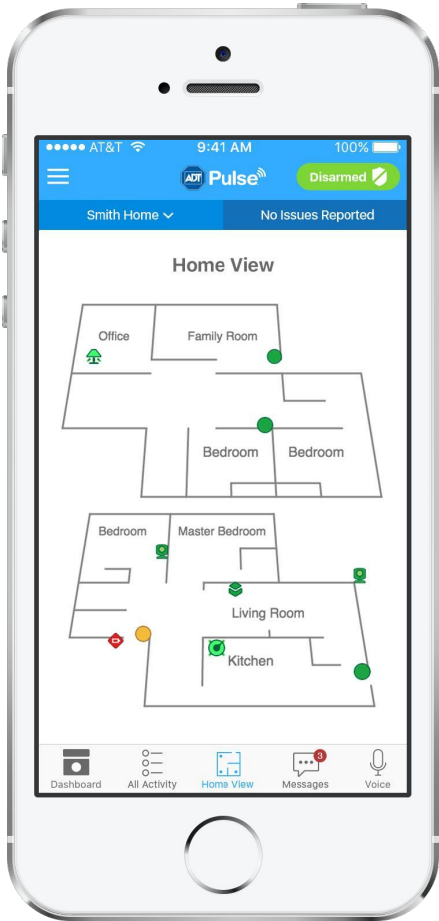 AT&T 9:41 AM 100%
ADT Pulse Disarmed
Smith Home No Issues Reported
Home View
Office Family Room
Bedroom Bedroom
Bedroom Master Bedroom
Living Room
Kitchen
3
Dashboard All Activity Home View Messages Voice